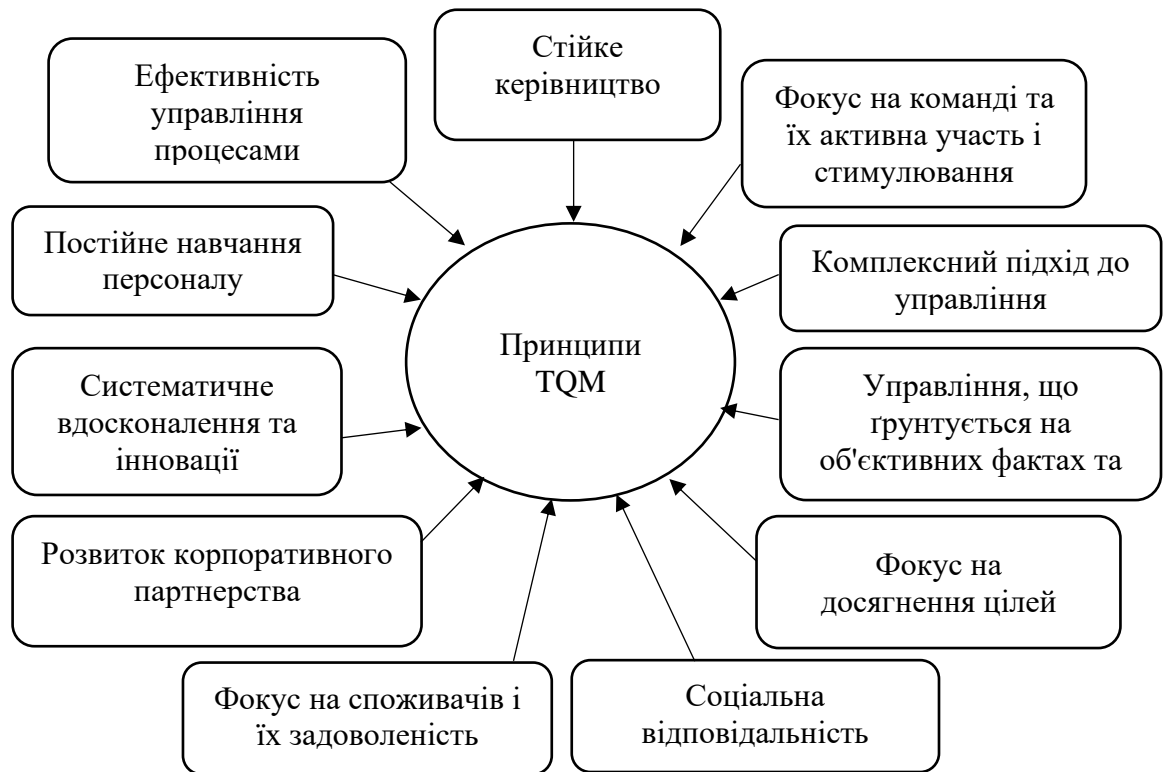 Стійке
керівництво
Ефективність
управління
процесами
Фокус на команді та
їх активна участь і
стимулювання
Постійне навчання
персоналу
Комплексний підхід до
управління
Принципи
TQM
Систематичне
вдосконалення та
інновації
Управління, що
ґрунтується на
об'єктивних фактах та
Розвиток корпоративного
партнерства
Фокус на
досягнення цілей
Фокус на споживачів і
їх задоволеність
Соціальна
відповідальність